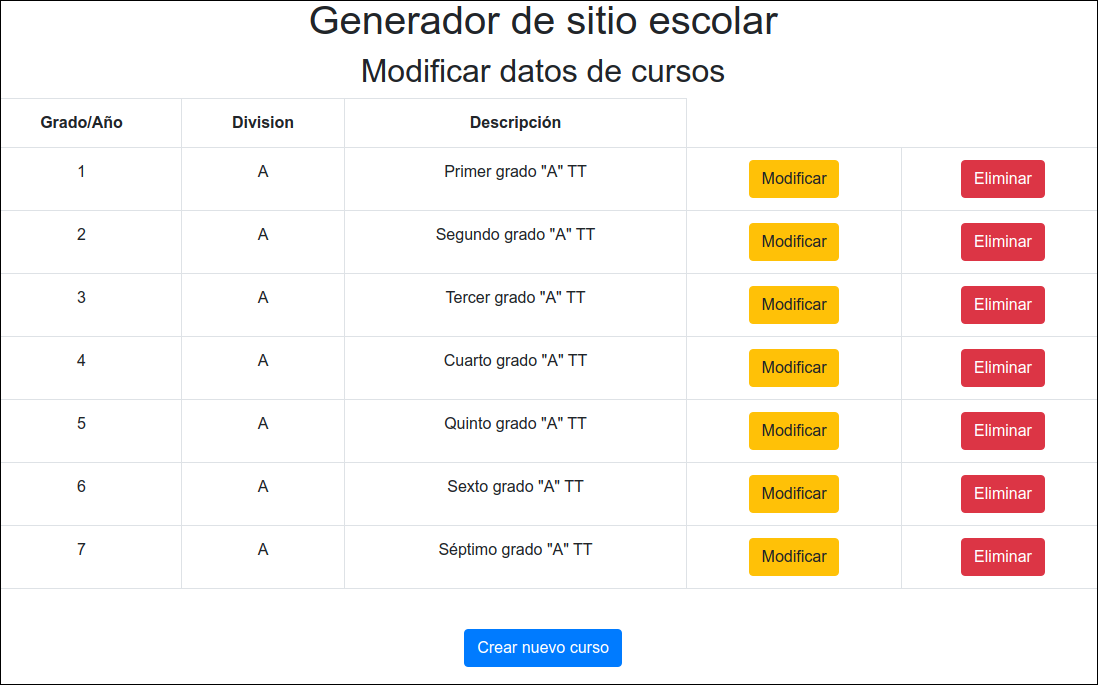 Generador de sitio escolar
Modificar datos de cursos
Grado/Año Division Descripción
1 A Primer grado "A" TT Modificar Eliminar
2 A Segundo grado "A" TT Modificar Eliminar
3 A Tercer grado "A" TT Modificar Eliminar
4 A Cuarto grado "A" TT Modificar Eliminar
5 A Quinto grado "A" TT Modificar Eliminar
6 A Sexto grado "A" TT Modificar Eliminar
7 A Séptimo grado "A" TT Modificar Eliminar
Crear nuevo curso